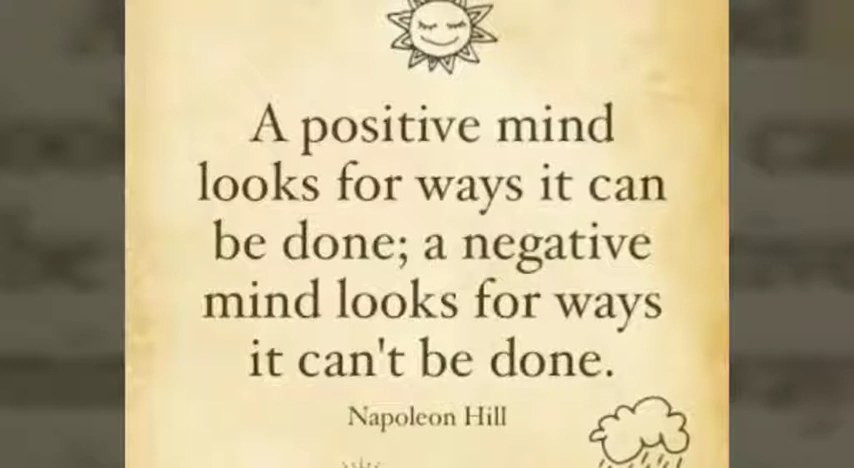 A positive mind
looks for ways it can
be done; a negative
mind looks for ways
it can't be done.
Napoleon Hill